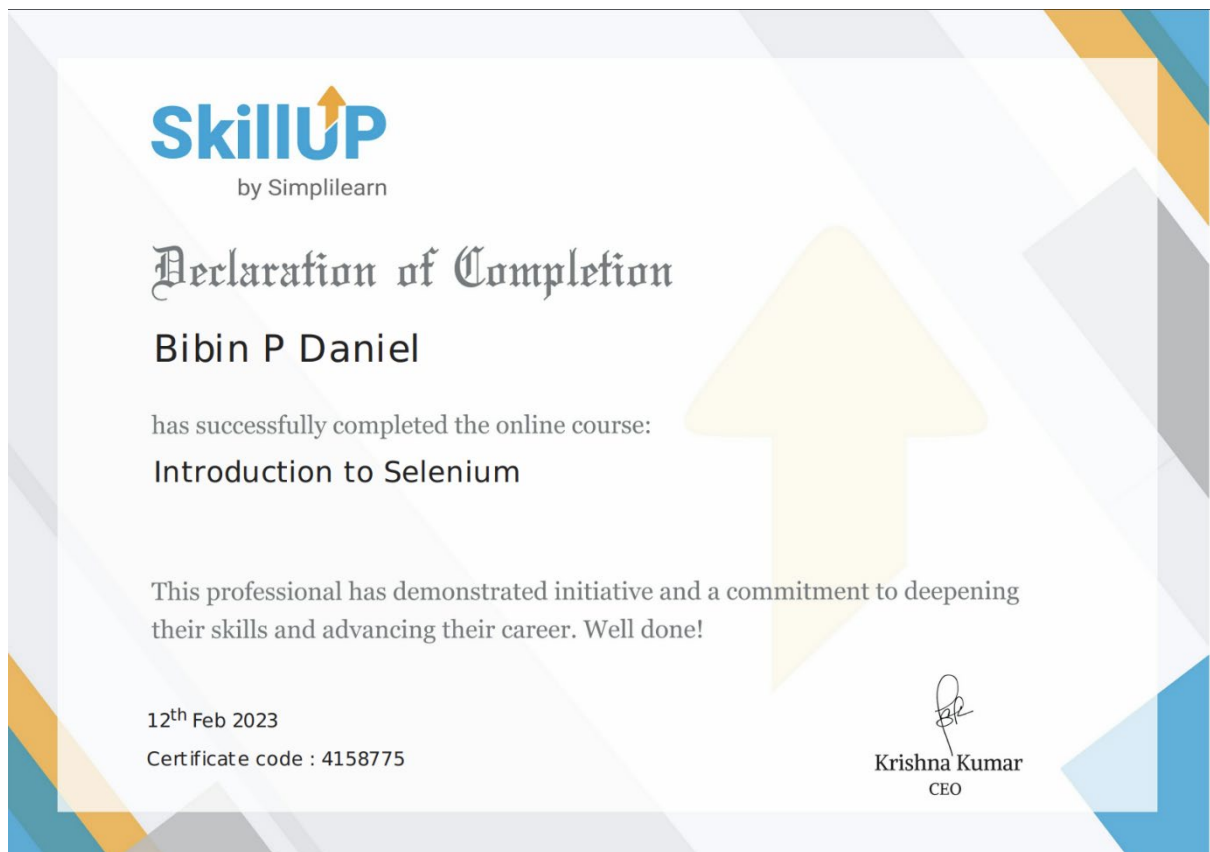 SkillUP
by Simplilearn
Declaration of Completion
Bibin P Daniel
has successfully completed the online course:
Introduction to Selenium
This professional has demonstrated initiative and a commitment to deepening
their skills and advancing their career. Well done!
12th Feb 2023
Certificate code : 4158775
Krishna Kumar
CEO